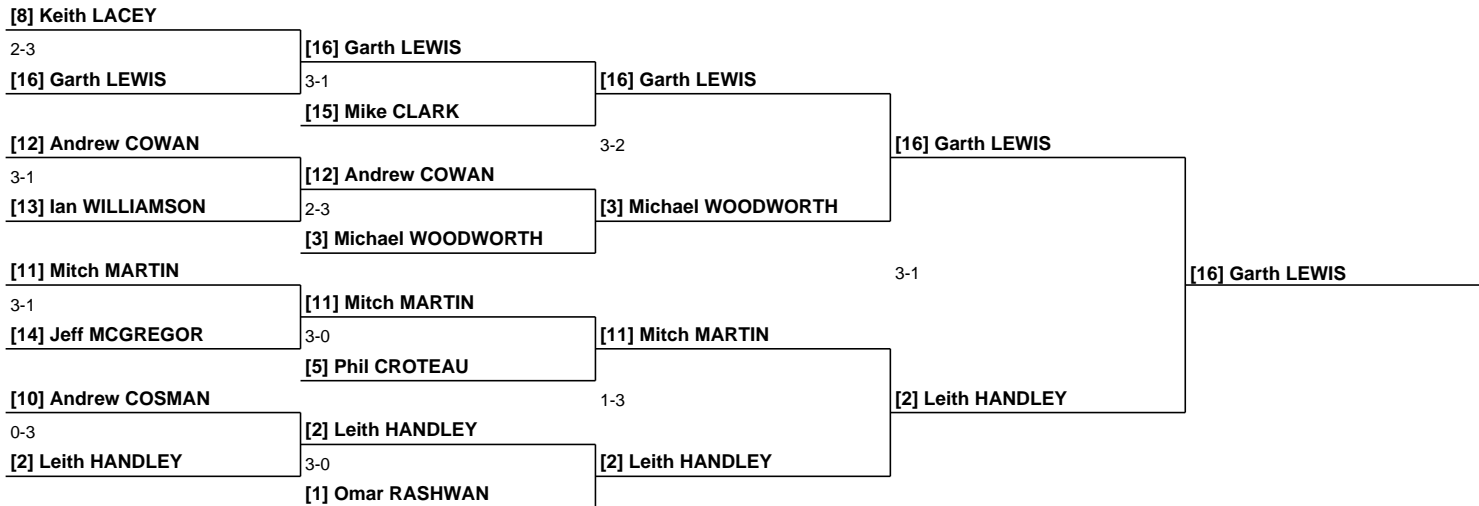 [8] Keith LACEY
2-3
[16] Garth LEWIS
[16] Garth LEWIS
3-1
[16] Garth LEWIS
[15] Mike CLARK
[12] Andrew COWAN
3-2
[16] Garth LEWIS
3-1
[12] Andrew COWAN
[13] Ian WILLIAMSON
2-3
[3] Michael WOODWORTH
[3] Michael WOODWORTH
[11] Mitch MARTIN
3-1
[16] Garth LEWIS
3-1
[11] Mitch MARTIN
[14] Jeff MCGREGOR
3-0
[11] Mitch MARTIN
[5] Phil CROTEAU
[10] Andrew COSMAN
1-3
[2] Leith HANDLEY
0-3
[2] Leith HANDLEY
[2] Leith HANDLEY
3-0
[2] Leith HANDLEY
[1] Omar RASHWAN